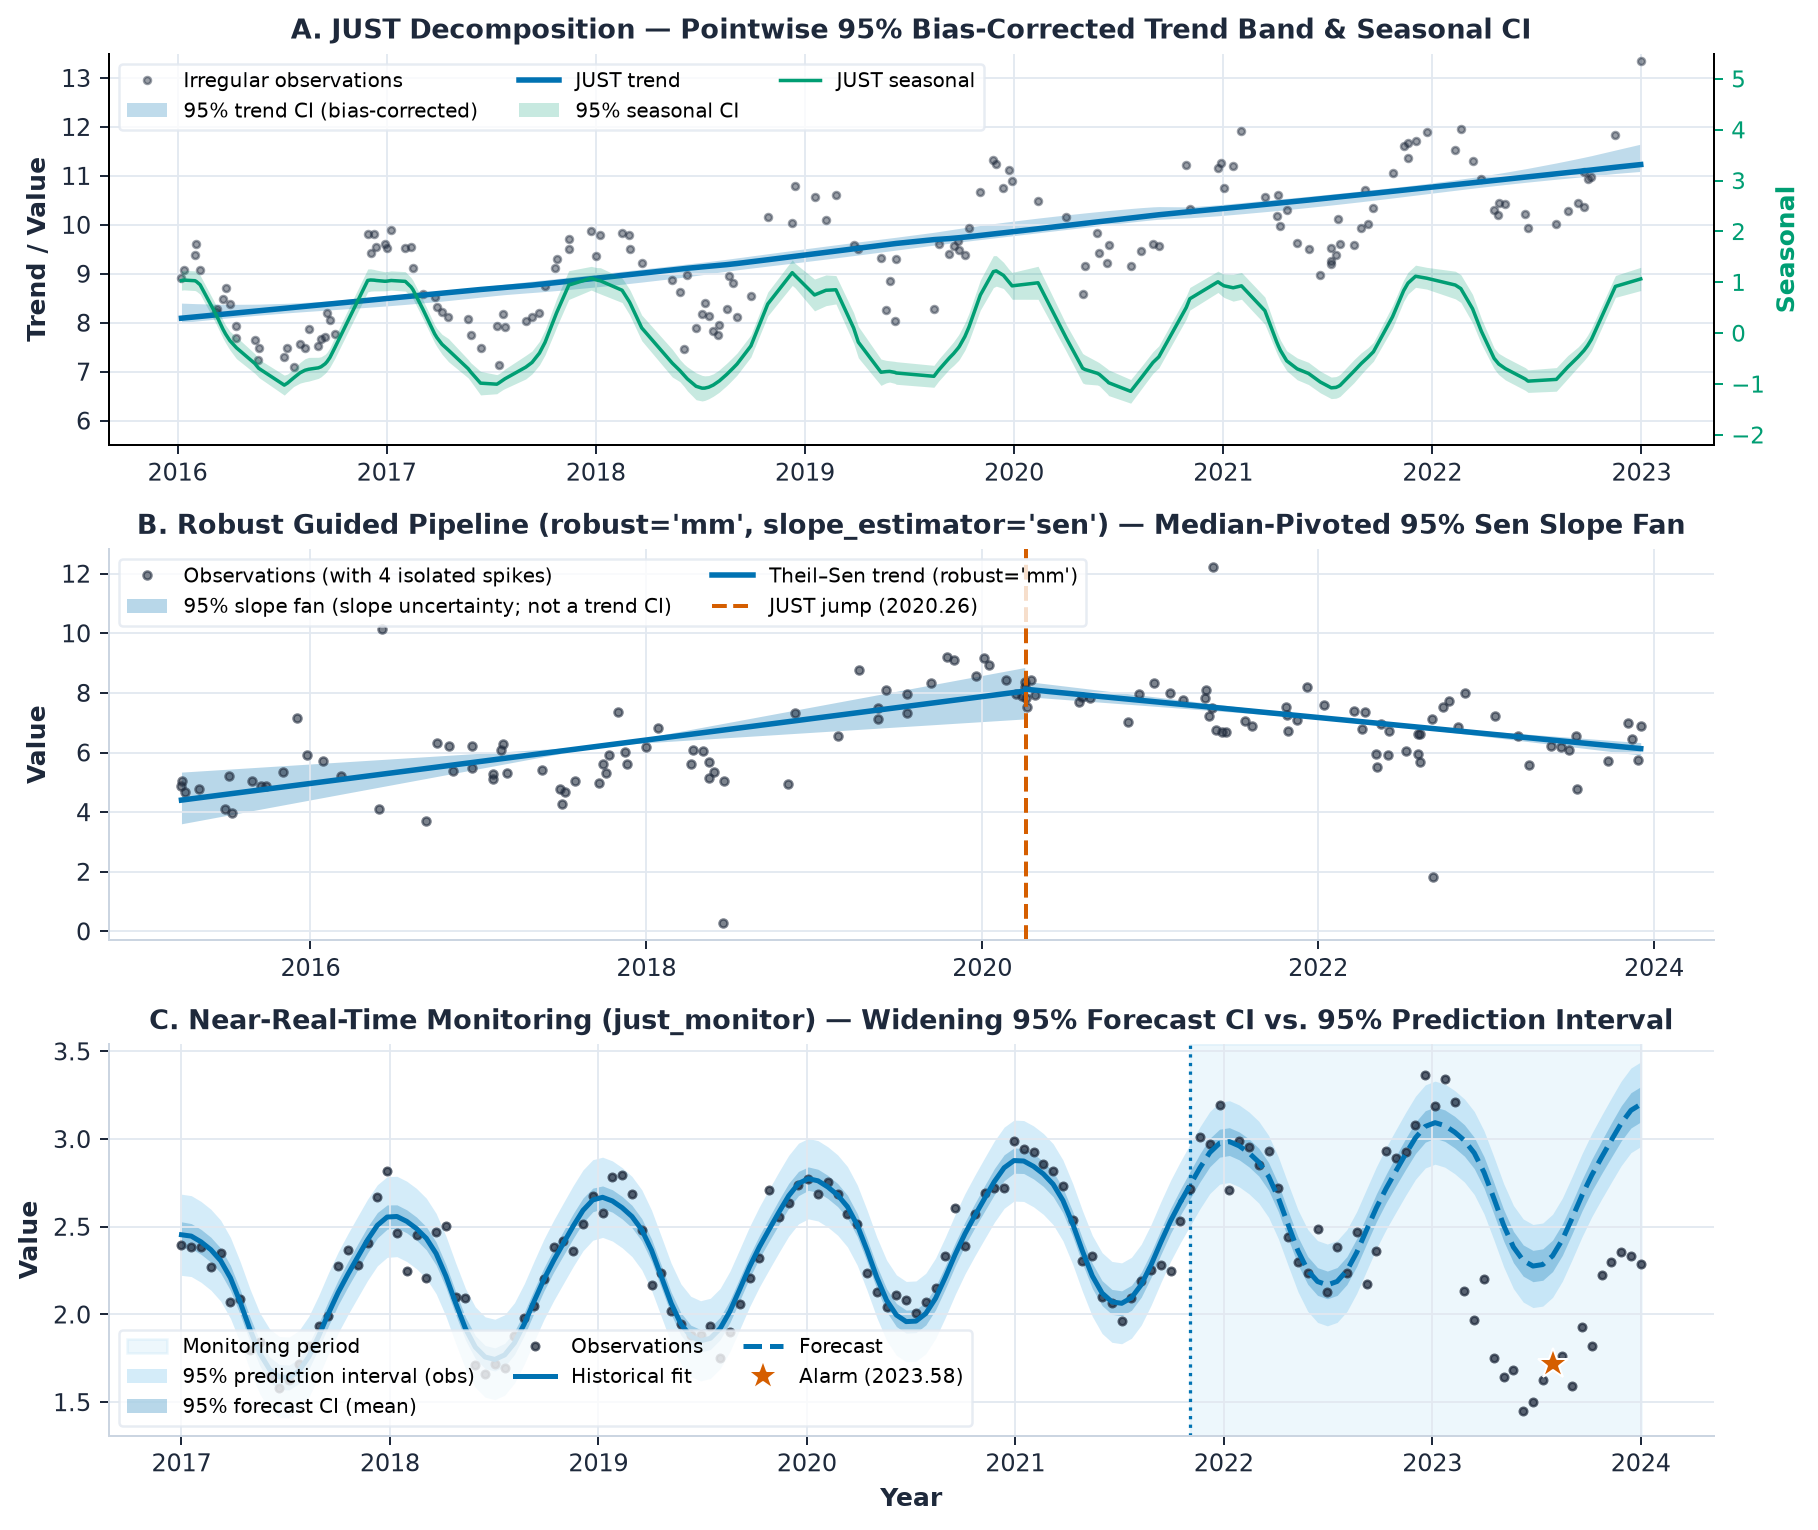 A. JUST Decomposition — Pointwise 95% Bias-Corrected Trend Band & Seasonal CI
Irregular observations
95% trend CI (bias-corrected)
JUST trend
95% seasonal CI
JUST seasonal
Trend / Value
13
12
11
10
9
8
7
6
Seasonal
5
4
3
2
1
0
−1
−2
2016 2017 2018 2019 2020 2021 2022 2023
B. Robust Guided Pipeline (robust='mm', slope_estimator='sen') — Median-Pivoted 95% Sen Slope Fan
Observations (with 4 isolated spikes)
95% slope fan (slope uncertainty; not a trend CI)
Theil–Sen trend (robust='mm')
JUST jump (2020.26)
Value
12
10
8
6
4
2
0
2016 2018 2020 2022 2024
C. Near-Real-Time Monitoring (just_monitor) — Widening 95% Forecast CI vs. 95% Prediction Interval
Value
3.5
3.0
2.5
2.0
1.5
Monitoring period
95% prediction interval (obs)
95% forecast CI (mean)
Observations
Historical fit
Forecast
Alarm (2023.58)
2017 2018 2019 2020 2021 2022 2023 2024
Year